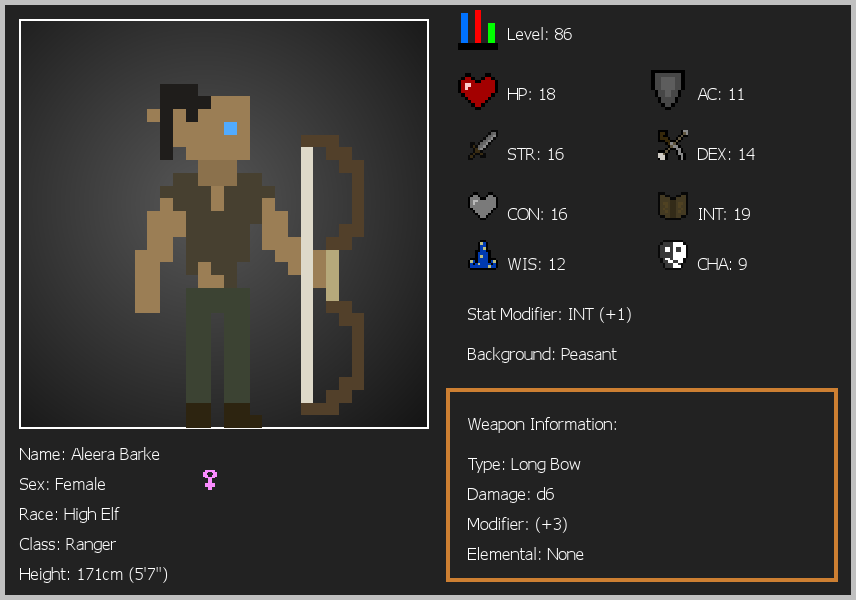 Level: 86
HP: 18
AC: 11
STR: 16
DEX: 14
CON: 16
INT: 19
WIS: 12
CHA: 9
Stat Modifier: INT (+1)
Background: Peasant
Weapon Information:
Type: Long Bow
Damage: d6
Modifier: (+3)
Elemental: None
Name: Aleera Barke
Sex: Female
Race: High Elf
Class: Ranger
Height: 171cm (5'7")